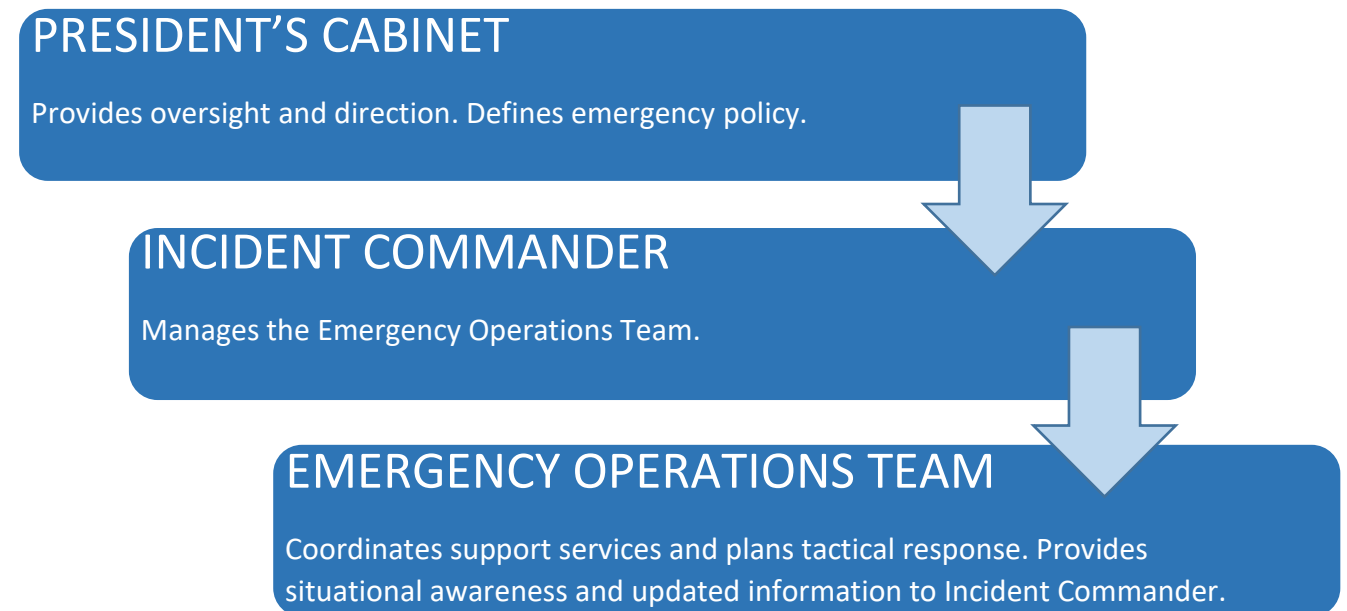 PRESIDENT’S CABINET
Provides oversight and direction. Defines emergency policy.
INCIDENT COMMANDER
Manages the Emergency Operations Team.
EMERGENCY OPERATIONS TEAM
Coordinates support services and plans tactical response. Provides
situational awareness and updated information to Incident Commander.